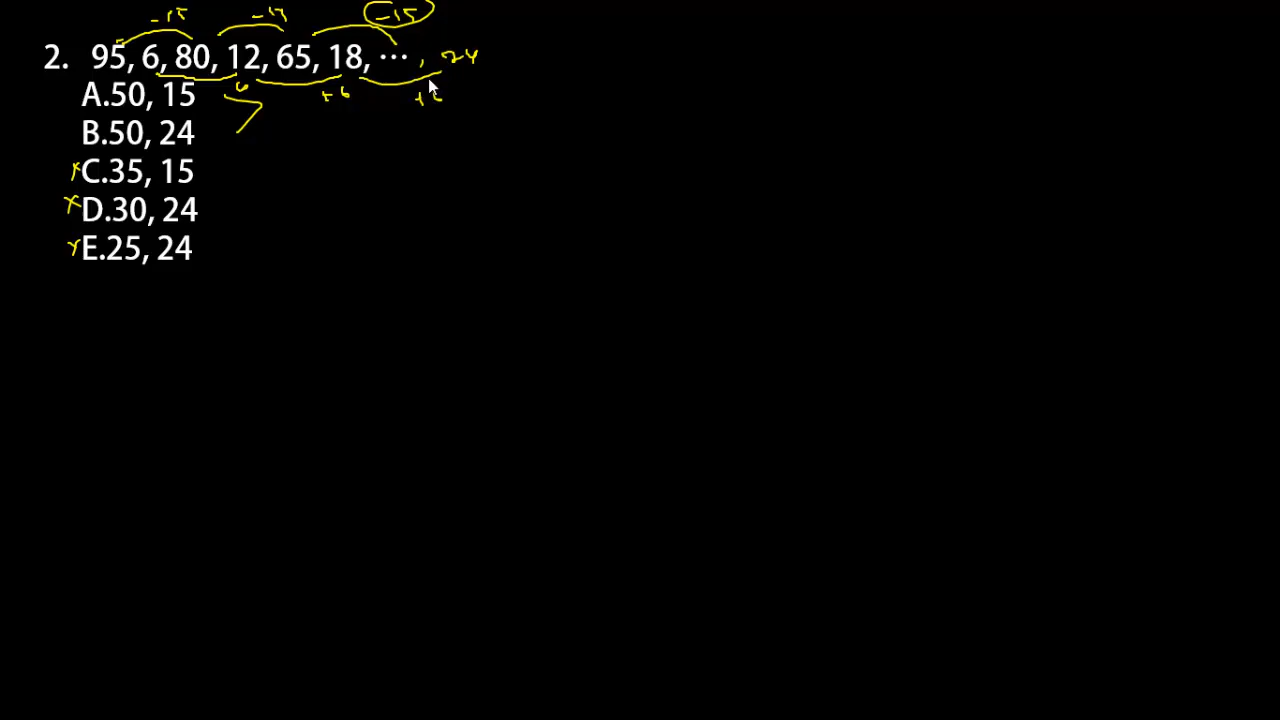 -15 -15 -15
2. 95, 6, 80, 12, 65, 18, ⋯ , 24
6 +6 +6
A.50, 15
B.50, 24
x C.35, 15
x D.30, 24
x E.25, 24